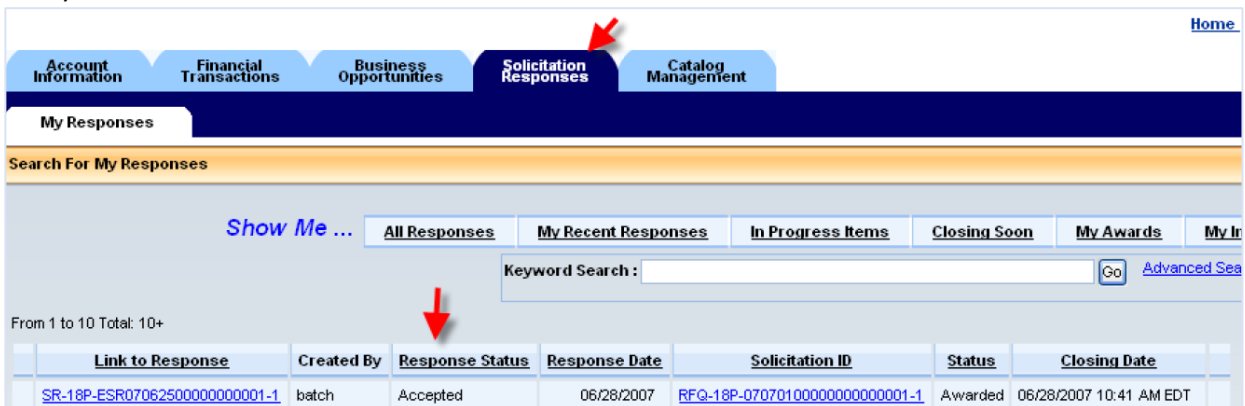 Home
Account Information Financial Transactions Business Opportunities Solicitation Responses Catalog Management
My Responses
Search For My Responses
Show Me ... All Responses My Recent Responses In Progress Items Closing Soon My Awards My
Keyword Search : Go Advanced
From 1 to 10 Total: 10+
Link to Response Created By Response Status Response Date Solicitation ID Status Closing Date
SR-18P-ESR07062500000000001-1 batch Accepted 06/28/2007 RFQ-18P-07070100000000000001-1 Awarded 06/28/2007 10:41 AM EDT